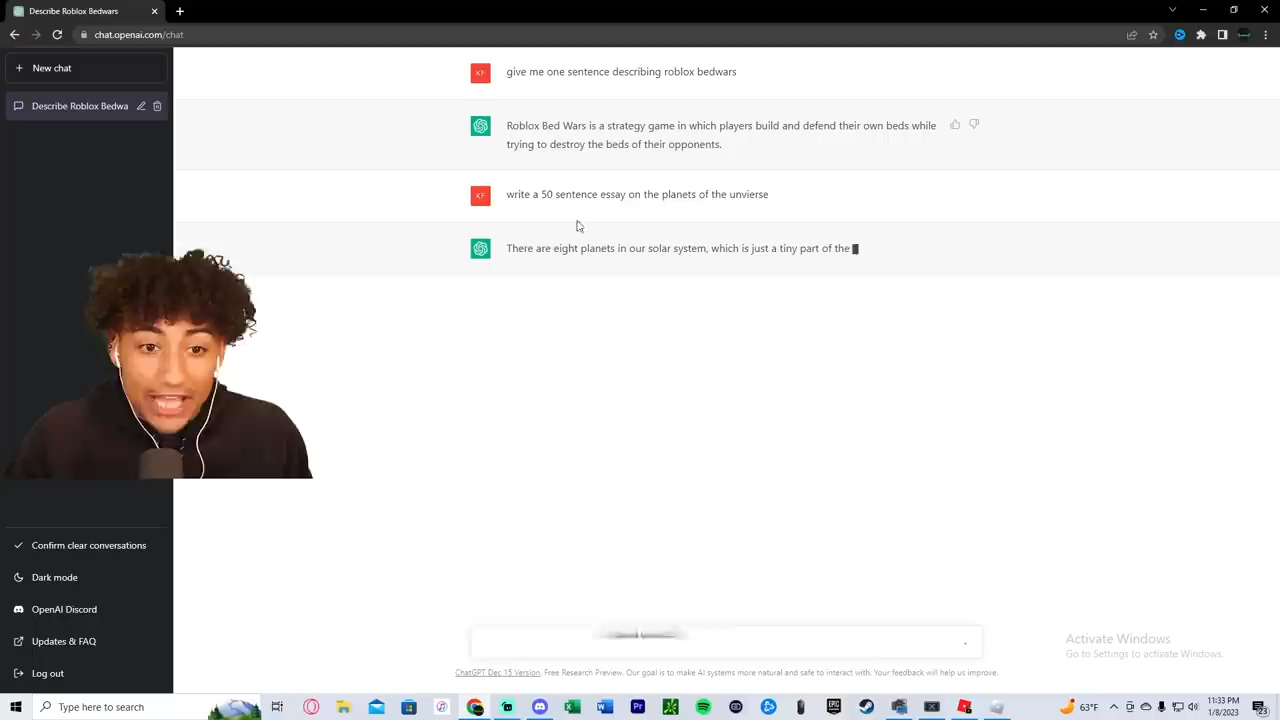 Describe Roblox Bedwars
chat.openai.com/chat
New chat
Describe Roblox Bedwa
KF
give me one sentence describing roblox bedwars
Roblox Bed Wars is a strategy game in which players build and defend their own beds while
trying to destroy the beds of their opponents.
KF
write a 50 sentence essay on the planets of the unvierse
There are eight planets in our solar system, which is just a tiny part of the
Confirm clear conversations
Dark mode
OpenAI Discord
Updates & FAQ
Log out
Activate Windows
Go to Settings to activate Windows.
ChatGPT Dec 15 Version. Free Research Preview. Our goal is to make AI systems more natural and safe to interact with. Your feedback will help us improve.
Type here to search
63°F
11:33 PM
1/8/2023